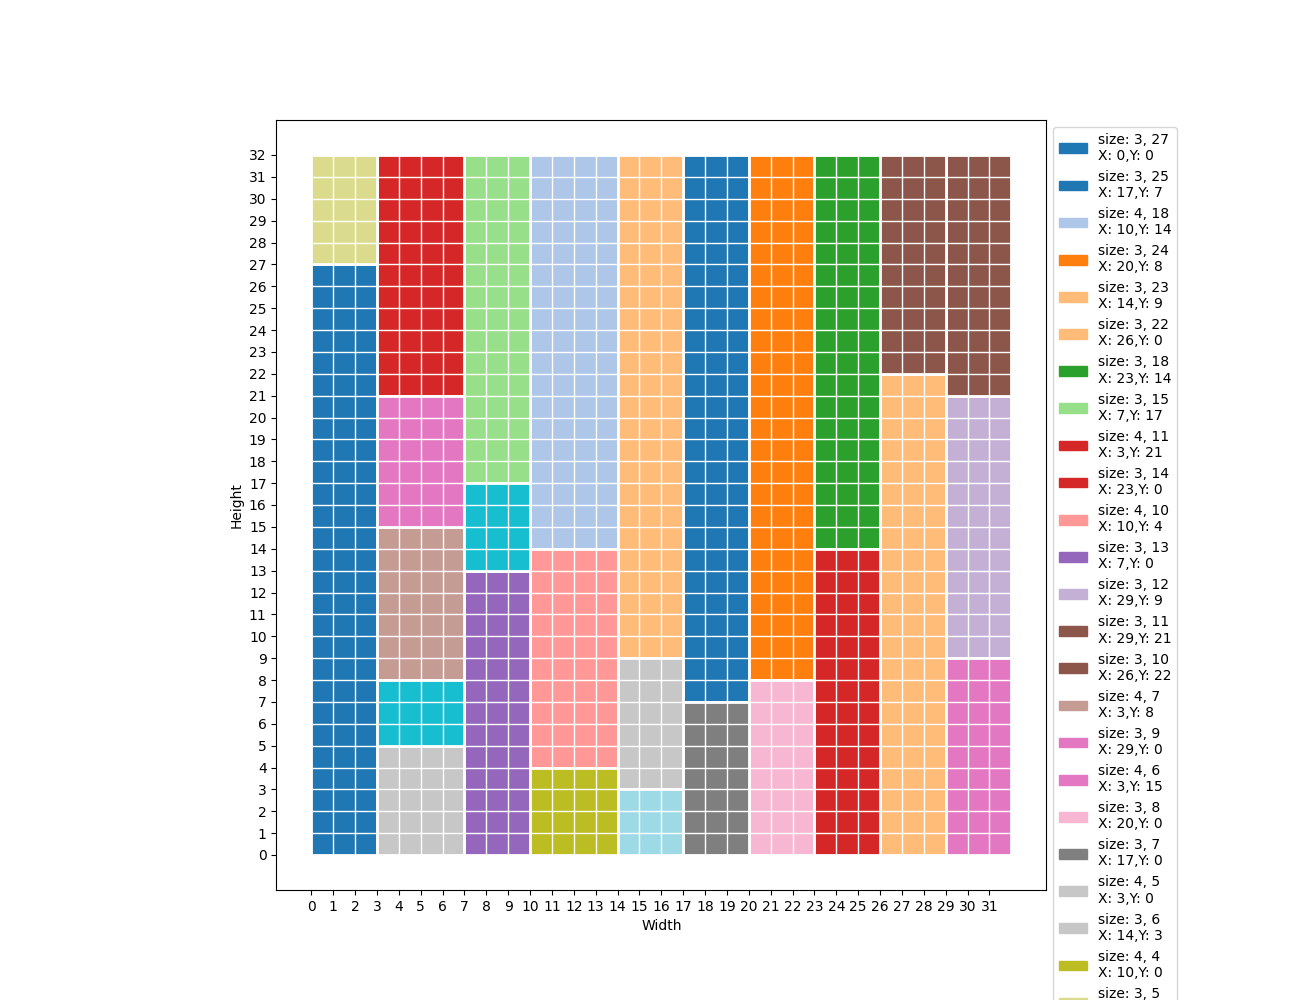 32
31
30
29
28
27
26
25
24
23
22
21
20
19
18
17
16
15
14
13
12
11
10
9
8
7
6
5
4
3
2
1
0
Height
0 1 2 3 4 5 6 7 8 9 10 11 12 13 14 15 16 17 18 19 20 21 22 23 24 25 26 27 28 29 30 31
Width
size: 3, 27
X: 0,Y: 0
size: 3, 25
X: 17,Y: 7
size: 4, 18
X: 10,Y: 14
size: 3, 24
X: 20,Y: 8
size: 3, 23
X: 14,Y: 9
size: 3, 22
X: 26,Y: 0
size: 3, 18
X: 23,Y: 14
size: 3, 15
X: 7,Y: 17
size: 4, 11
X: 3,Y: 21
size: 3, 14
X: 23,Y: 0
size: 4, 10
X: 10,Y: 4
size: 3, 13
X: 7,Y: 0
size: 3, 12
X: 29,Y: 9
size: 3, 11
X: 29,Y: 21
size: 3, 10
X: 26,Y: 22
size: 4, 7
X: 3,Y: 8
size: 3, 9
X: 29,Y: 0
size: 4, 6
X: 3,Y: 15
size: 3, 8
X: 20,Y: 0
size: 3, 7
X: 17,Y: 0
size: 4, 5
X: 3,Y: 0
size: 3, 6
X: 14,Y: 3
size: 4, 4
X: 10,Y: 0
size: 3, 5